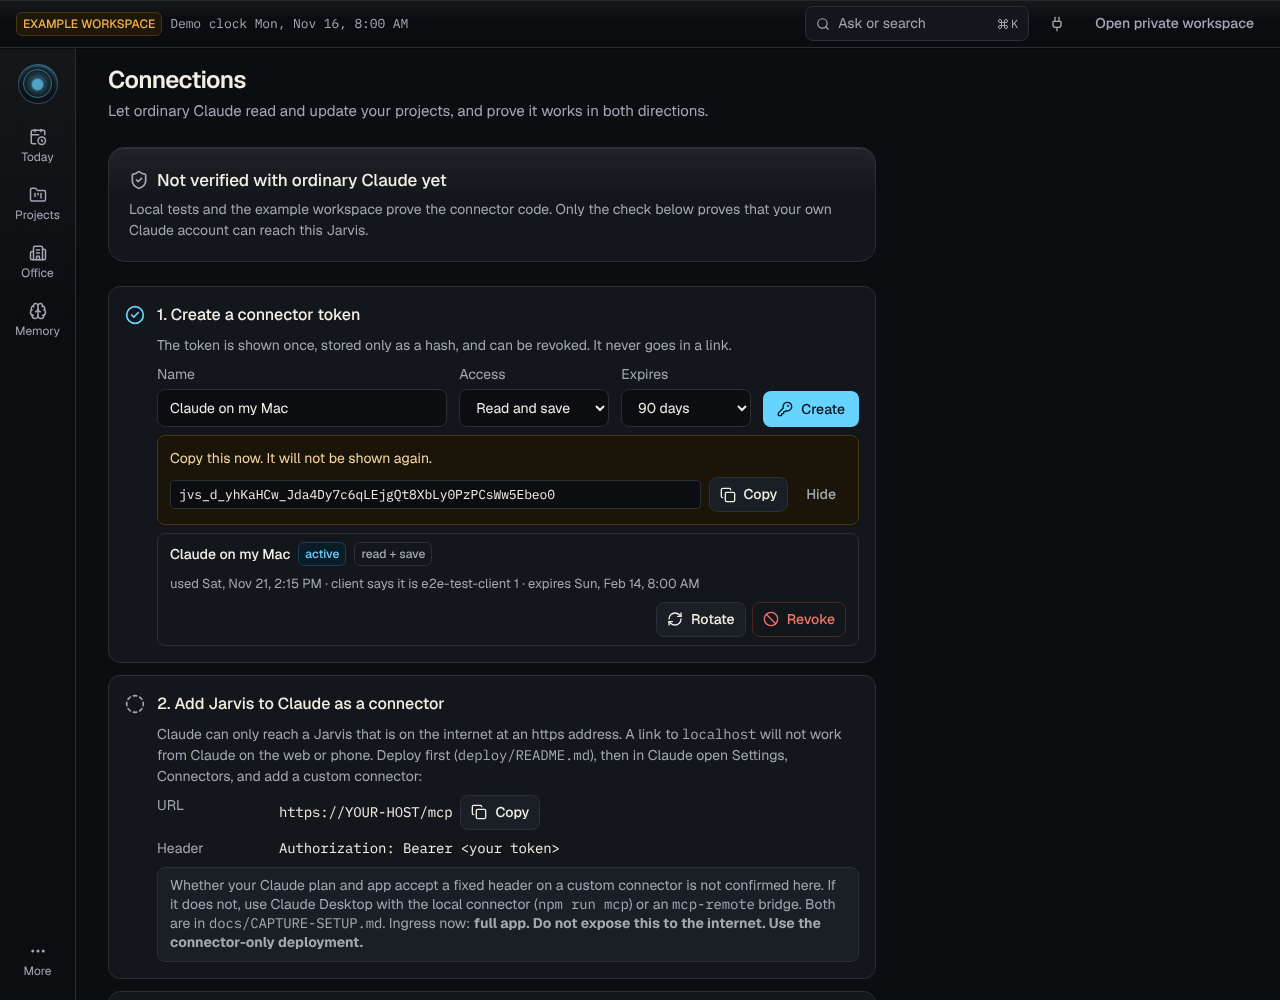 EXAMPLE WORKSPACE Demo clock Mon, Nov 16, 8:00 AM
Ask or search ⌘K
Open private workspace
Today
Projects
Office
Memory
More
Connections
Let ordinary Claude read and update your projects, and prove it works in both directions.
Not verified with ordinary Claude yet
Local tests and the example workspace prove the connector code. Only the check below proves that your own
Claude account can reach this Jarvis.
1. Create a connector token
The token is shown once, stored only as a hash, and can be revoked. It never goes in a link.
Name Access Expires
Claude on my Mac Read and save 90 days Create
Copy this now. It will not be shown again.
jvs_d_yhKaHCw_Jda4Dy7c6qLEjgQt8XbLy0PzPCsWw5Ebeo0 Copy Hide
Claude on my Mac active read + save
used Sat, Nov 21, 2:15 PM · client says it is e2e-test-client 1 · expires Sun, Feb 14, 8:00 AM
Rotate Revoke
2. Add Jarvis to Claude as a connector
Claude can only reach a Jarvis that is on the internet at an https address. A link to localhost will not work
from Claude on the web or phone. Deploy first (deploy/README.md), then in Claude open Settings,
Connectors, and add a custom connector:
URL https://YOUR-HOST/mcp Copy
Header Authorization: Bearer <your token>
Whether your Claude plan and app accept a fixed header on a custom connector is not confirmed here. If
it does not, use Claude Desktop with the local connector (npm run mcp) or an mcp-remote bridge. Both
are in docs/CAPTURE-SETUP.md. Ingress now: full app. Do not expose this to the internet. Use the
connector-only deployment.